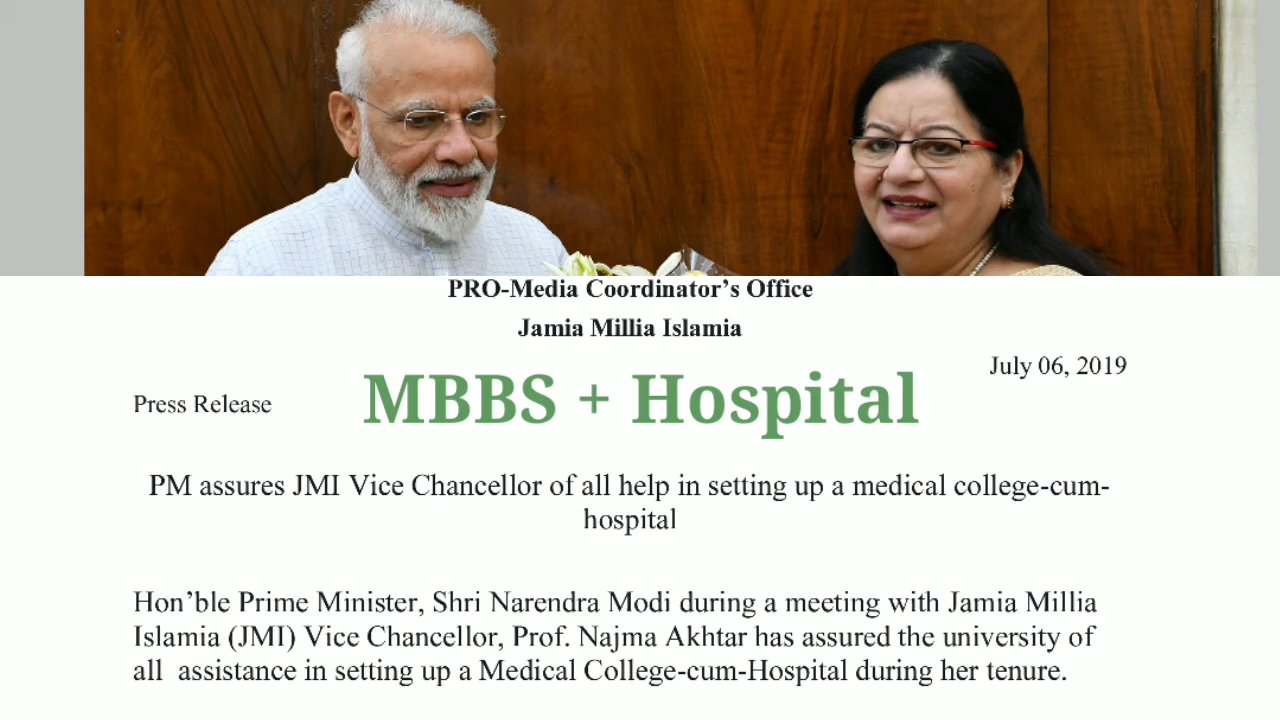 PRO-Media Coordinator’s Office
Jamia Millia Islamia
July 06, 2019
MBBS + Hospital
Press Release
PM assures JMI Vice Chancellor of all help in setting up a medical college-cum-
hospital
Hon’ble Prime Minister, Shri Narendra Modi during a meeting with Jamia Millia
Islamia (JMI) Vice Chancellor, Prof. Najma Akhtar has assured the university of
all  assistance in setting up a Medical College-cum-Hospital during her tenure.